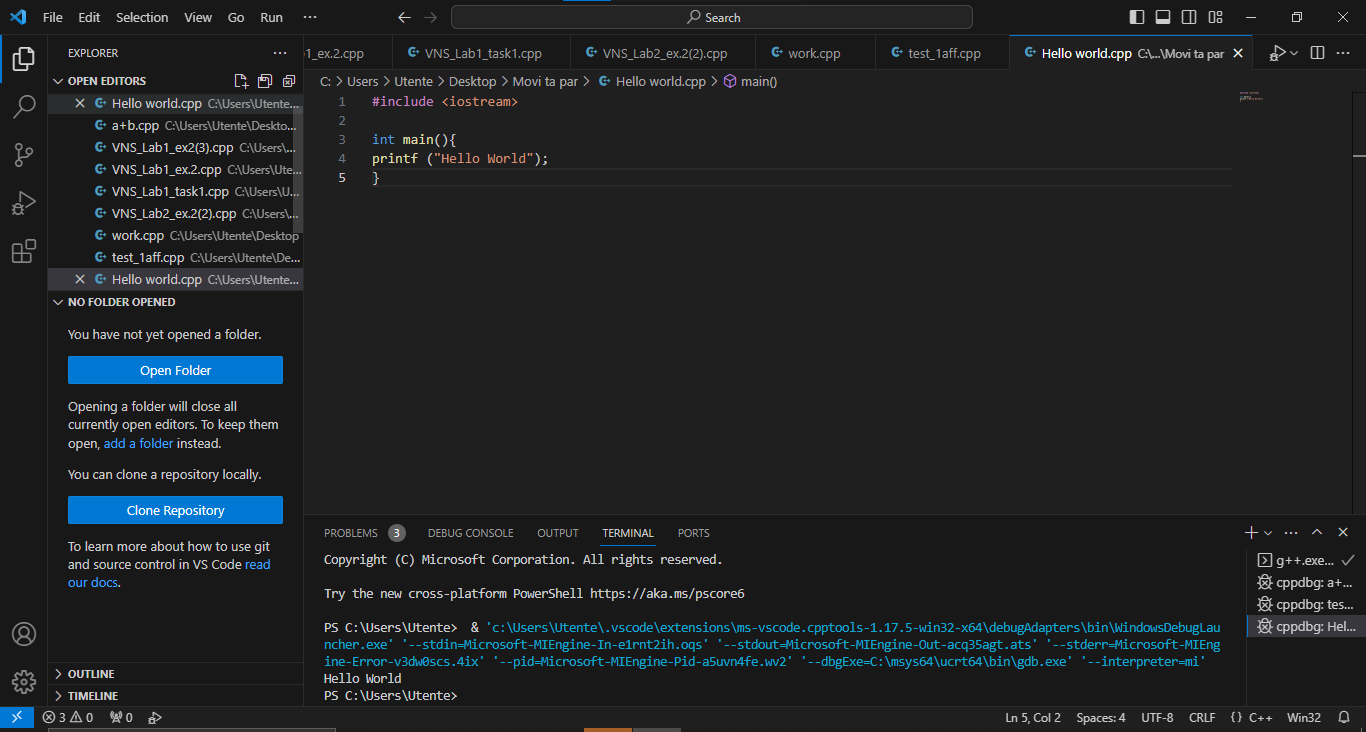 File Edit Selection View Go Run ··· Search
EXPLORER ···
OPEN EDITORS
Hello world.cpp C:\Users\Utente...
a+b.cpp C:\Users\Utente\Deskto...
VNS_Lab1_ex2(3).cpp C:\Users\...
VNS_Lab1_ex.2.cpp C:\Users\Ute...
VNS_Lab1_task1.cpp C:\Users\U...
VNS_Lab2_ex.2(2).cpp C:\Users\...
work.cpp C:\Users\Utente\Desktop
test_1aff.cpp C:\Users\Utente\De...
Hello world.cpp C:\Users\Utente...
NO FOLDER OPENED
You have not yet opened a folder.
Open Folder
Opening a folder will close all
currently open editors. To keep them
open, add a folder instead.
You can clone a repository locally.
Clone Repository
To learn more about how to use git
and source control in VS Code read
our docs.
OUTLINE
TIMELINE
1_ex.2.cpp VNS_Lab1_task1.cpp VNS_Lab2_ex.2(2).cpp work.cpp test_1aff.cpp Hello world.cpp C:\...\Movi ta par
C: > Users > Utente > Desktop > Movi ta par > Hello world.cpp > main()
1 #include <iostream>
2
3 int main(){
4 printf ("Hello World");
5 }
PROBLEMS 3 DEBUG CONSOLE OUTPUT TERMINAL PORTS
Copyright (C) Microsoft Corporation. All rights reserved.
Try the new cross-platform PowerShell https://aka.ms/pscore6
PS C:\Users\Utente>  & 'c:\Users\Utente\.vscode\extensions\ms-vscode.cpptools-1.17.5-win32-x64\debugAdapters\bin\WindowsDebugLau
ncher.exe' '--stdin=Microsoft-MIEngine-In-e1rnt2ih.oqs' '--stdout=Microsoft-MIEngine-Out-acq35agt.ats' '--stderr=Microsoft-MIEng
ine-Error-v3dw0scs.4ix' '--pid=Microsoft-MIEngine-Pid-a5uvn4fe.wv2' '--dbgExe=C:\msys64\ucrt64\bin\gdb.exe' '--interpreter=mi'
Hello World
PS C:\Users\Utente>
g++.exe...
cppdbg: a+...
cppdbg: tes...
cppdbg: Hel...
3 0 0 Ln 5, Col 2 Spaces: 4 UTF-8 CRLF {} C++ Win32